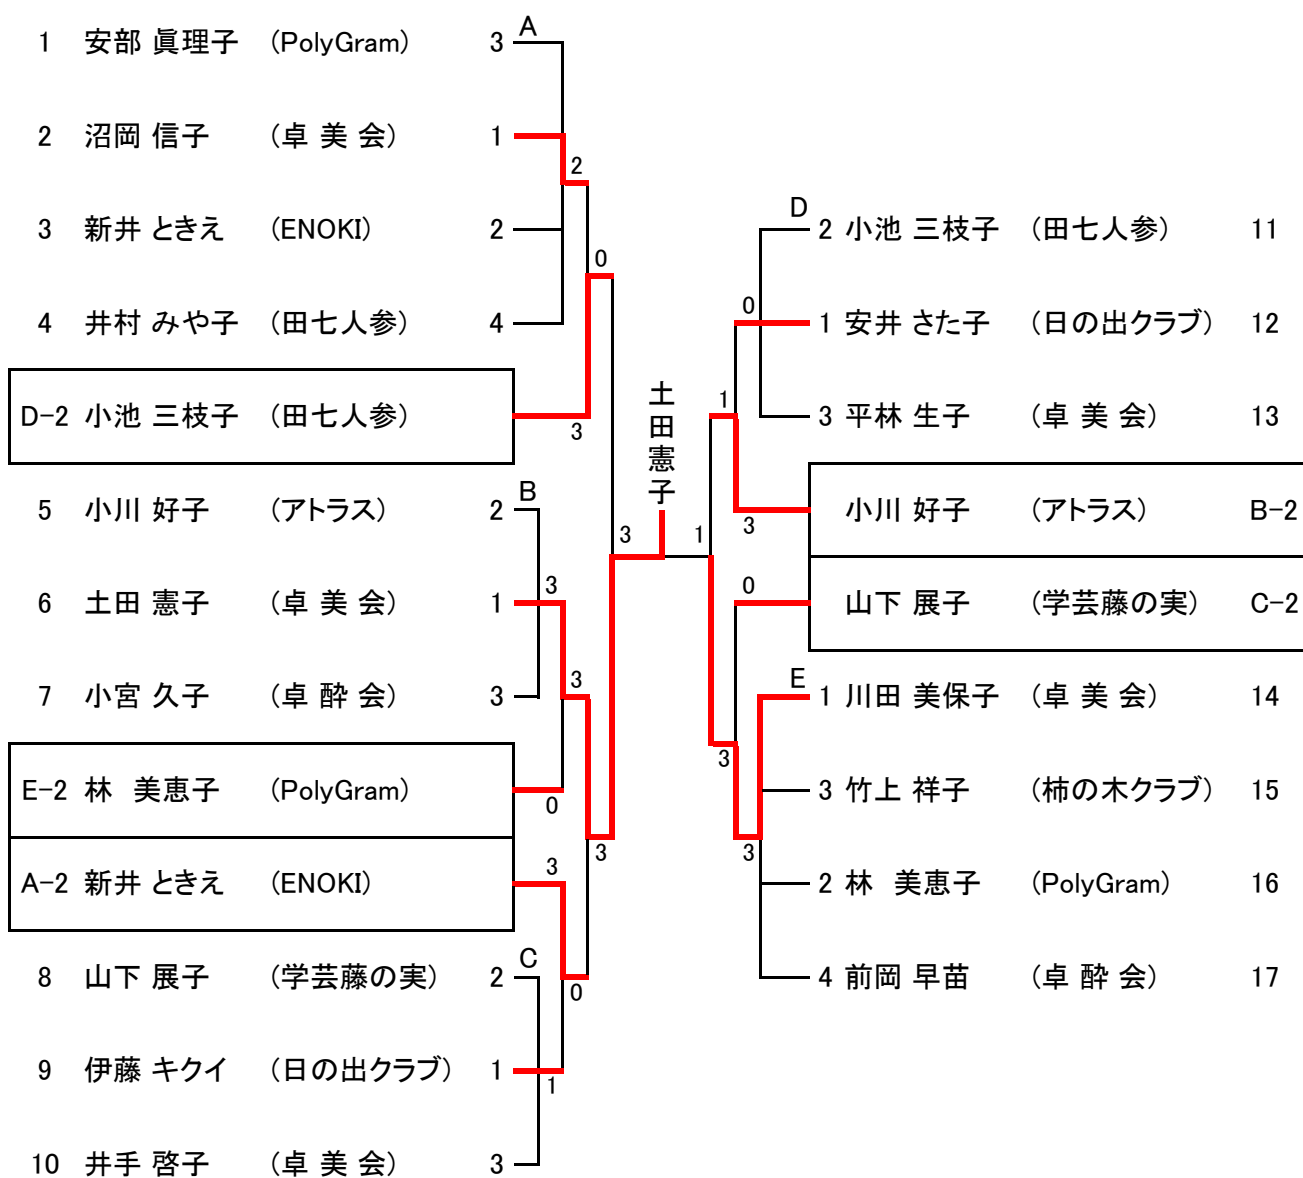 A
1 安部 眞理子 (PolyGram) 3
2 沼岡 信子 (卓 美 会) 1
2
3 新井 ときえ (ENOKI) 2
0
4 井村 みや子 (田七人参) 4
D-2 小池 三枝子 (田七人参)
3
B
5 小川 好子 (アトラス) 2
3
6 土田 憲子 (卓 美 会) 1
3
7 小宮 久子 (卓 酔 会) 3
E-2 林 美恵子 (PolyGram)
0
3
3
A-2 新井 ときえ (ENOKI)
C
8 山下 展子 (学芸藤の実) 2
0
9 伊藤 キクイ (日の出クラブ) 1
1
10 井手 啓子 (卓 美 会) 3
土田憲子
3
1
D
2 小池 三枝子 (田七人参) 11
0
1 安井 さた子 (日の出クラブ) 12
1
3 平林 生子 (卓 美 会) 13
小川 好子 (アトラス) B-2
3
0
山下 展子 (学芸藤の実) C-2
E
1 川田 美保子 (卓 美 会) 14
3
3 竹上 祥子 (柿の木クラブ) 15
3
2 林 美恵子 (PolyGram) 16
4 前岡 早苗 (卓 酔 会) 17